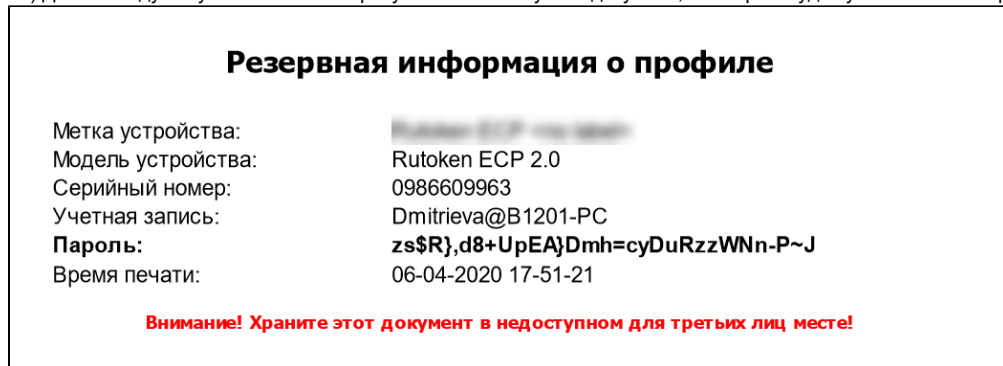 Резервная информация о профиле
Метка устройства:
Модель устройства: Rutoken ECP 2.0
Серийный номер: 0986609963
Учетная запись: Dmitrieva@B1201-PC
Пароль: zs$R},d8+UpEA}Dmh=cyDuRzzWNn-P~J
Время печати: 06-04-2020 17-51-21
Внимание! Храните этот документ в недоступном для третьих лиц месте!